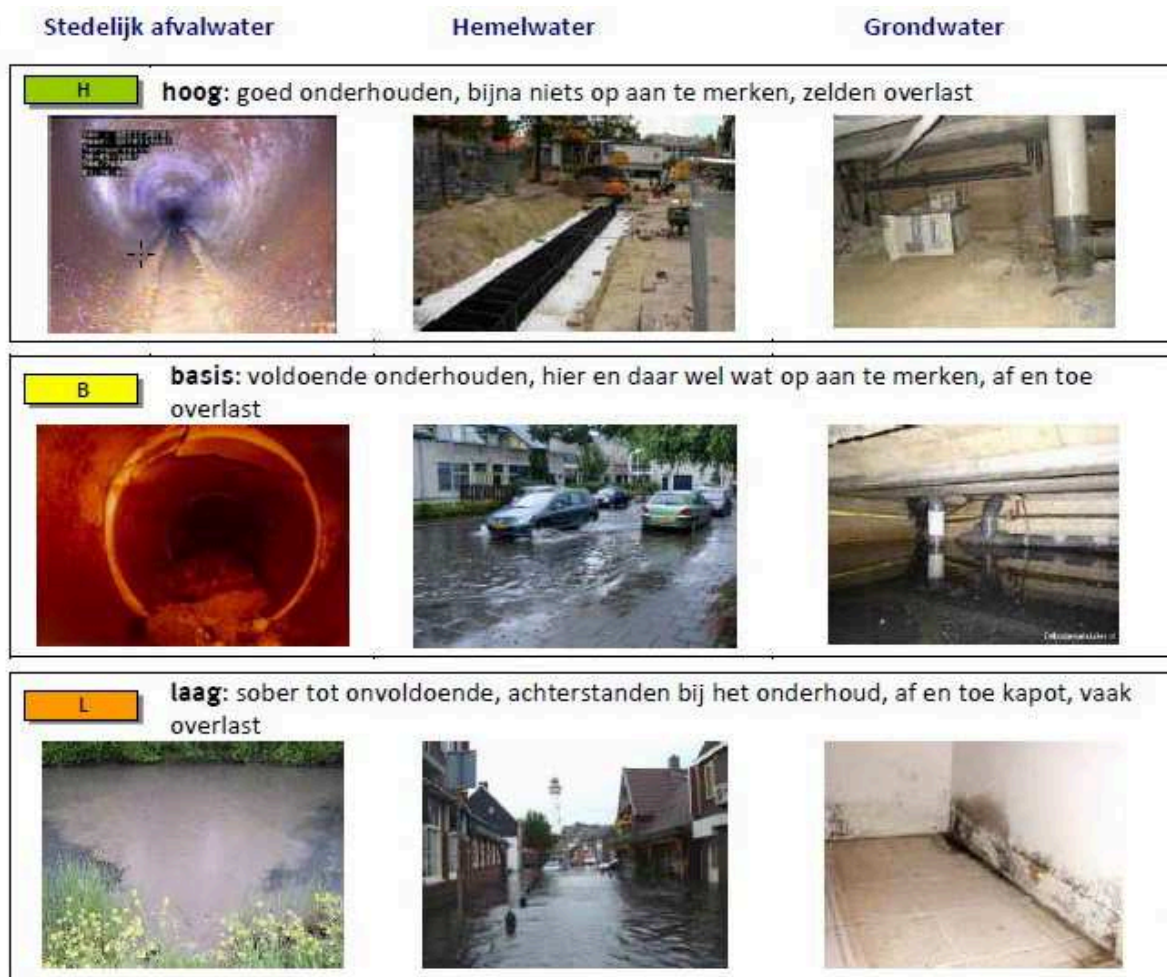 Stedelijk afvalwater Hemelwater Grondwater
H hoog: goed onderhouden, bijna niets op aan te merken, zelden overlast
B basis: voldoende onderhouden, hier en daar wel wat op aan te merken, af en toe
overlast
L laag: sober tot onvoldoende, achterstanden bij het onderhoud, af en toe kapot, vaak
overlast